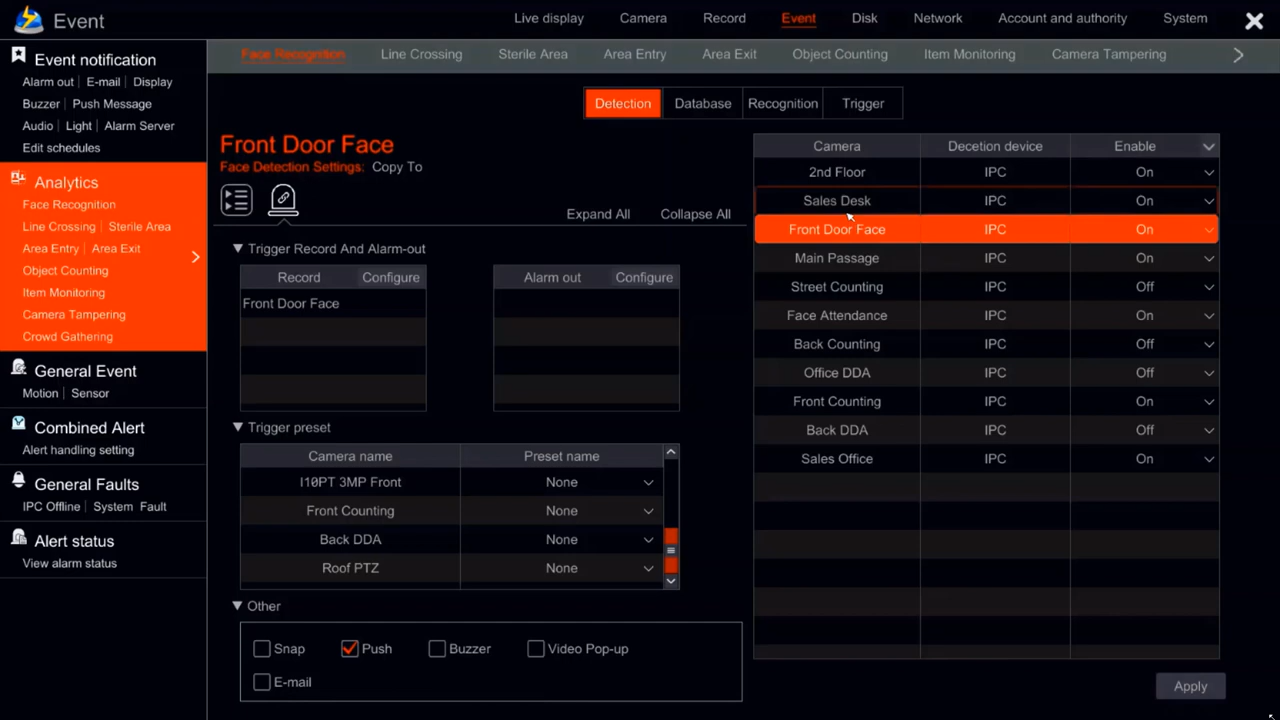 Event
Live display
Camera
Record
Event
Disk
Network
Account and authority
System
Event notification
Alarm out | E-mail | Display
Buzzer | Push Message
Audio | Light | Alarm Server
Edit schedules
Analytics
Face Recognition
Line Crossing | Sterile Area
Area Entry | Area Exit
Object Counting
Item Monitoring
Camera Tampering
Crowd Gathering
General Event
Motion | Sensor
Combined Alert
Alert handling setting
General Faults
IPC Offline | System Fault
Alert status
View alarm status
Face Recognition
Line Crossing
Sterile Area
Area Entry
Area Exit
Object Counting
Item Monitoring
Camera Tampering
Detection
Database
Recognition
Trigger
Front Door Face
Face Detection Settings: Copy To
Expand All
Collapse All
Trigger Record And Alarm-out
Record Configure
Front Door Face
Alarm out Configure
Trigger preset
Camera name Preset name
I10PT 3MP Front None
Front Counting None
Back DDA None
Roof PTZ None
Other
Snap Push Buzzer Video Pop-up
E-mail
Camera Decetion device Enable
2nd Floor IPC On
Sales Desk IPC On
Front Door Face IPC On
Main Passage IPC On
Street Counting IPC Off
Face Attendance IPC On
Back Counting IPC Off
Office DDA IPC Off
Front Counting IPC On
Back DDA IPC Off
Sales Office IPC On
Apply